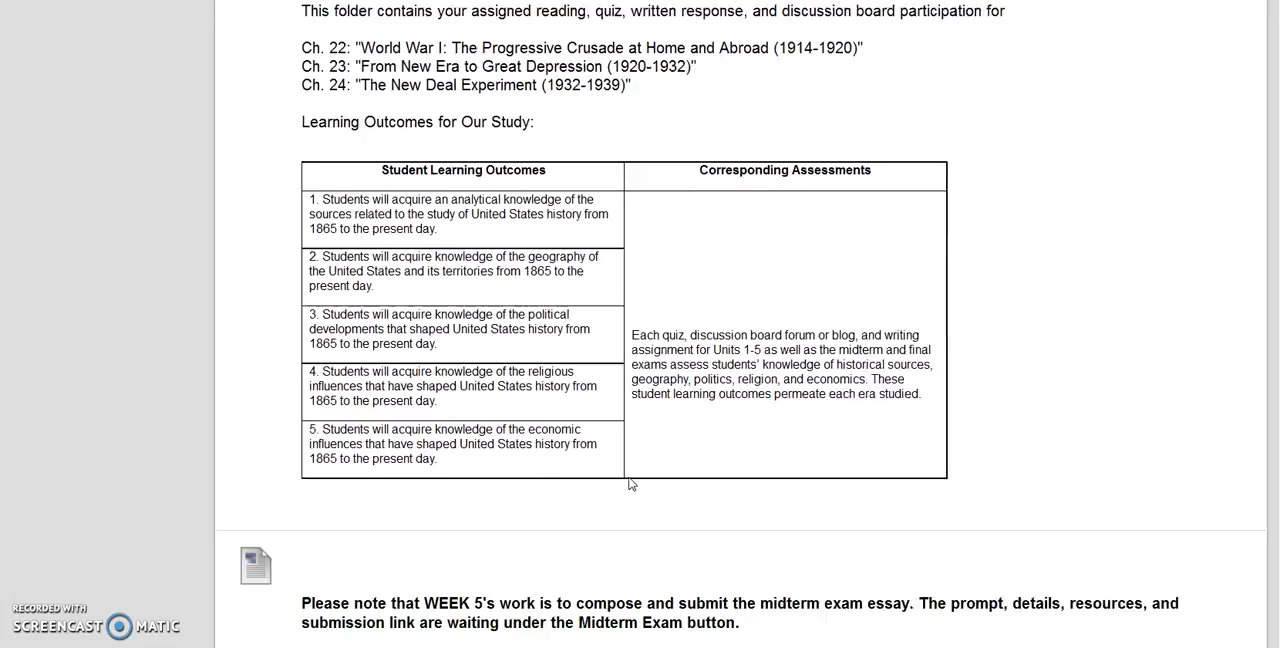 This folder contains your assigned reading, quiz, written response, and discussion board participation for
Ch. 22: "World War I: The Progressive Crusade at Home and Abroad (1914-1920)"
Ch. 23: "From New Era to Great Depression (1920-1932)"
Ch. 24: "The New Deal Experiment (1932-1939)"
Learning Outcomes for Our Study:
Student Learning Outcomes
Corresponding Assessments
1. Students will acquire an analytical knowledge of the
sources related to the study of United States history from
1865 to the present day.
2. Students will acquire knowledge of the geography of
the United States and its territories from 1865 to the
present day.
3. Students will acquire knowledge of the political
developments that shaped United States history from
1865 to the present day.
4. Students will acquire knowledge of the religious
influences that have shaped United States history from
1865 to the present day.
5. Students will acquire knowledge of the economic
influences that have shaped United States history from
1865 to the present day.
Each quiz, discussion board forum or blog, and writing
assignment for Units 1-5 as well as the midterm and final
exams assess students' knowledge of historical sources,
geography, politics, religion, and economics. These
student learning outcomes permeate each era studied.
Please note that WEEK 5's work is to compose and submit the midterm exam essay. The prompt, details, resources, and
submission link are waiting under the Midterm Exam button.
RECORDED WITH
SCREENCAST MATIC